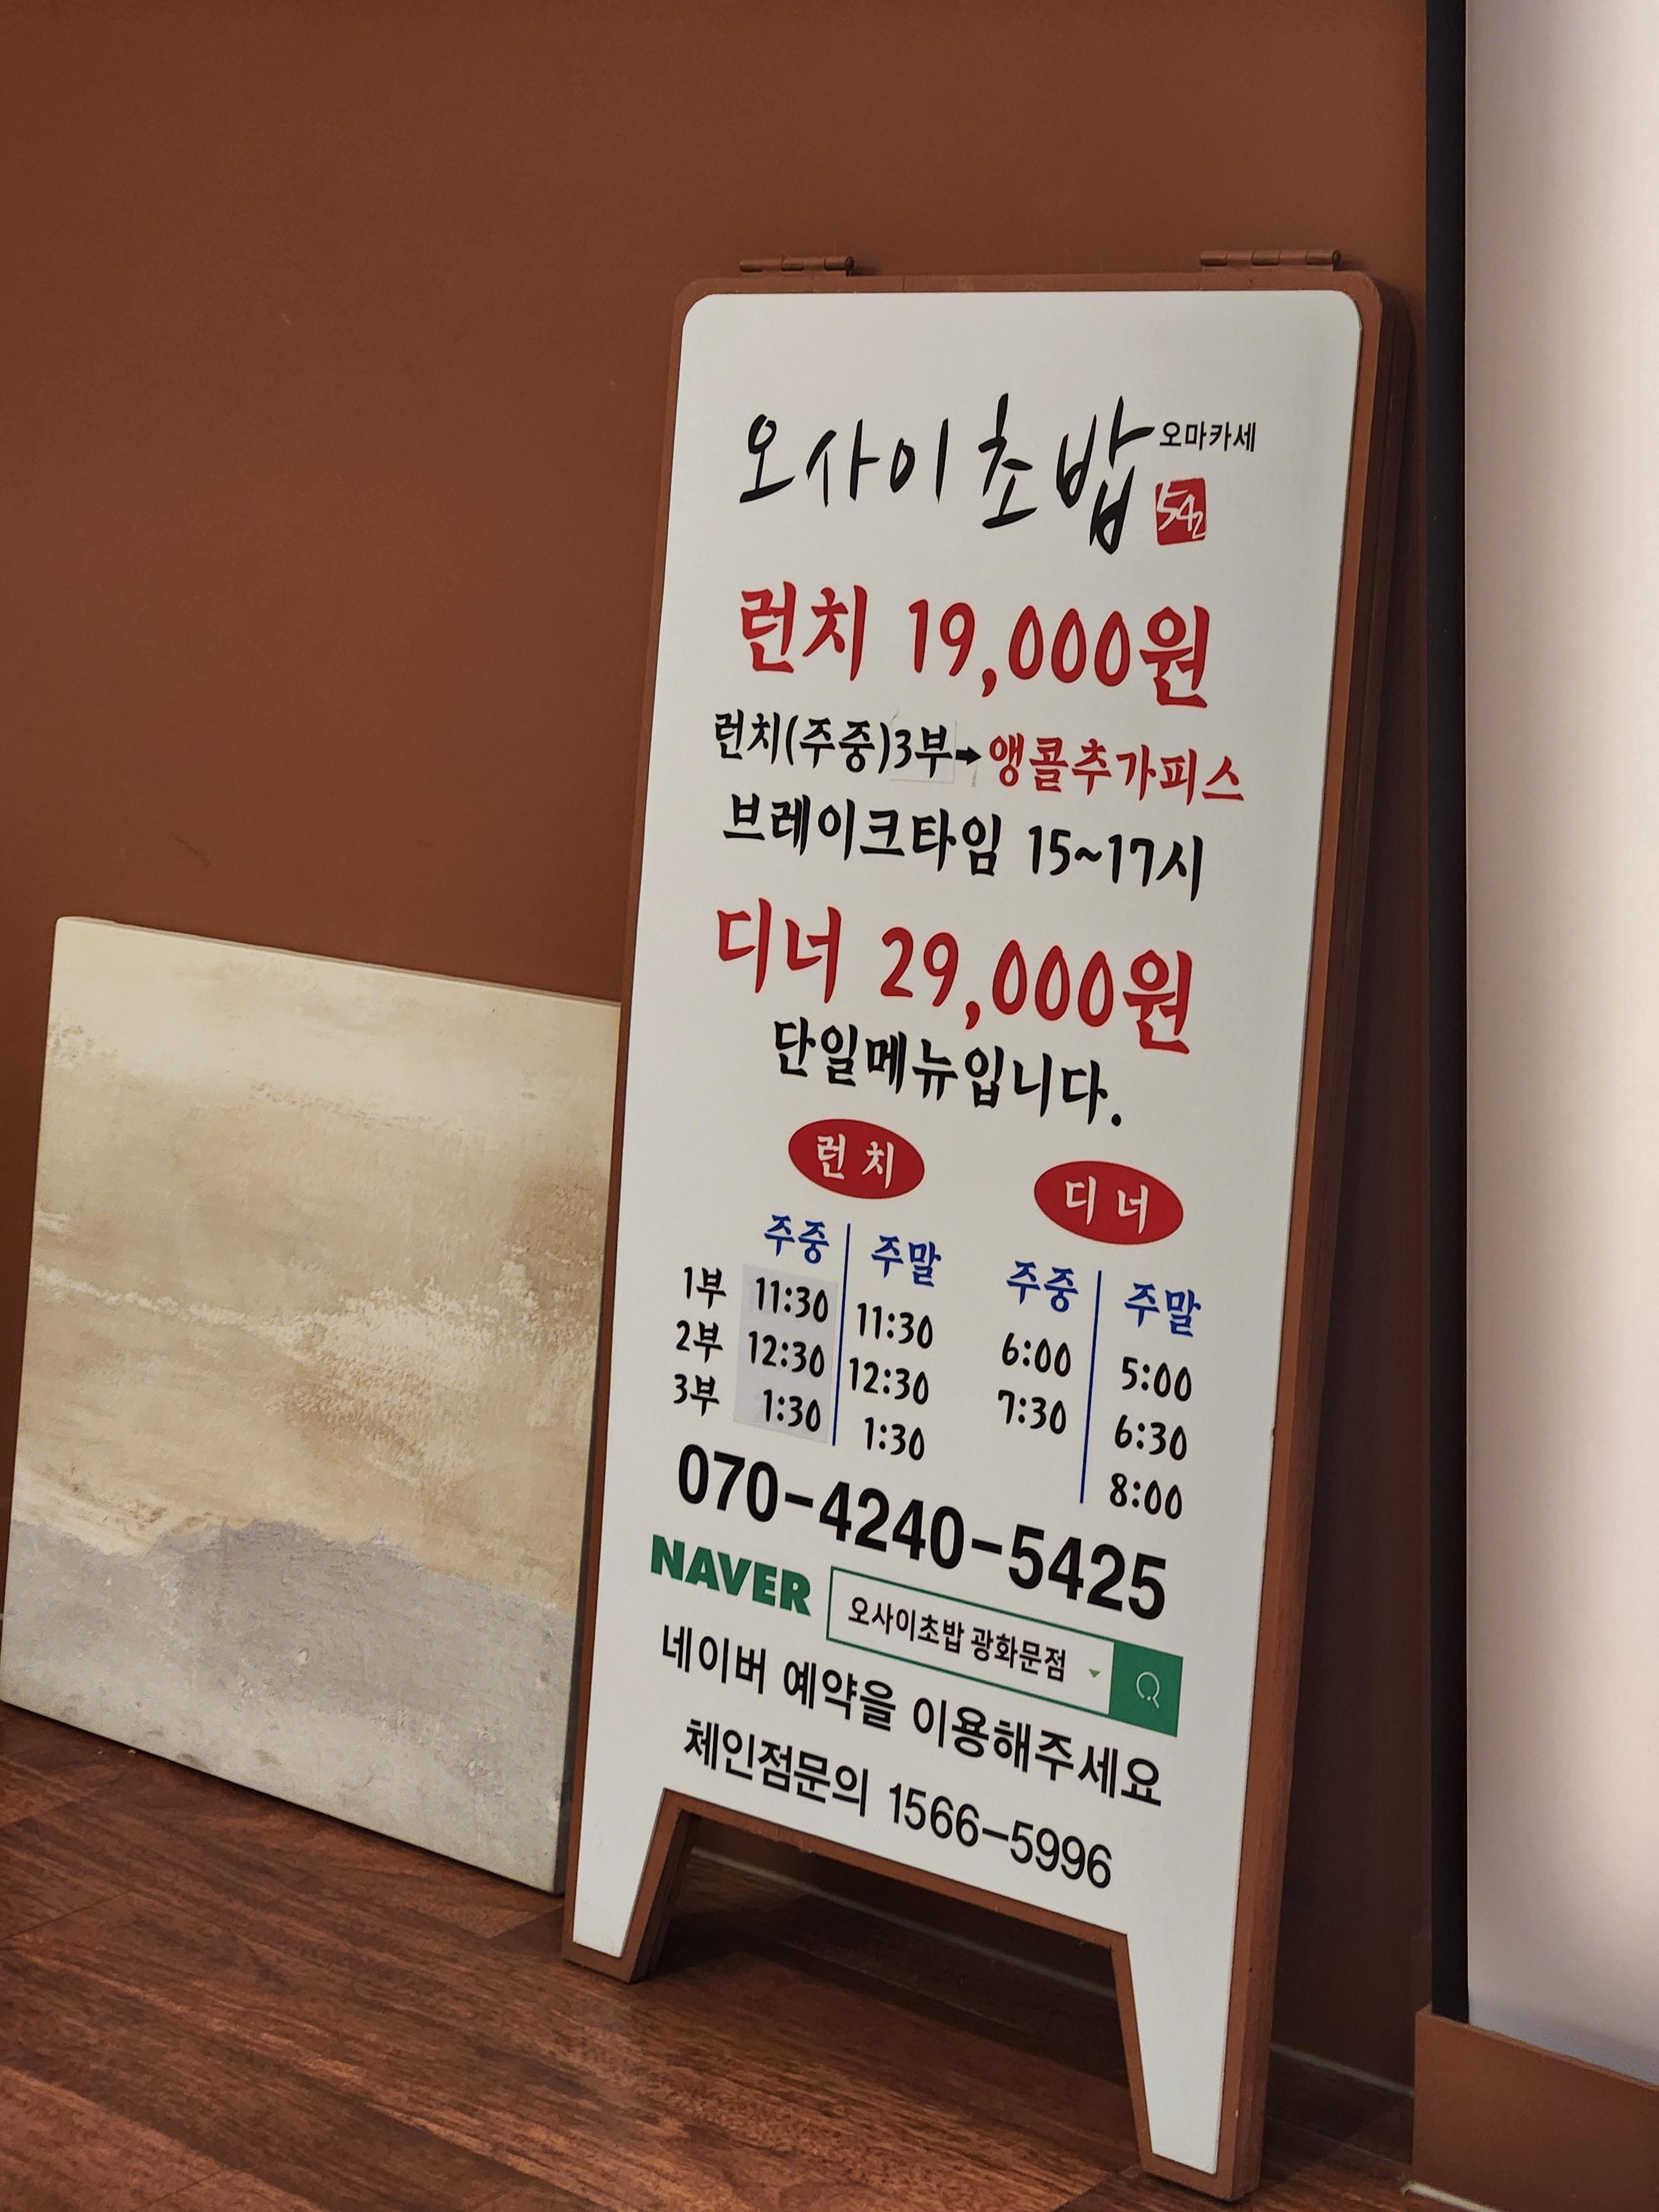 오사이초밥 오마카세
542
런치 19,000원
런치(주중)3부→앵콜추가피스
브레이크타임 15~17시
디너 29,000원
단일메뉴입니다.
런치 디너
주중 주말 주중 주말
1부 11:30 11:30 6:00 5:00
2부 12:30 12:30 7:30 6:30
3부 1:30 1:30 8:00
070-4240-5425
NAVER 오사이초밥 광화문점
네이버 예약을 이용해주세요
체인점문의 1566-5996